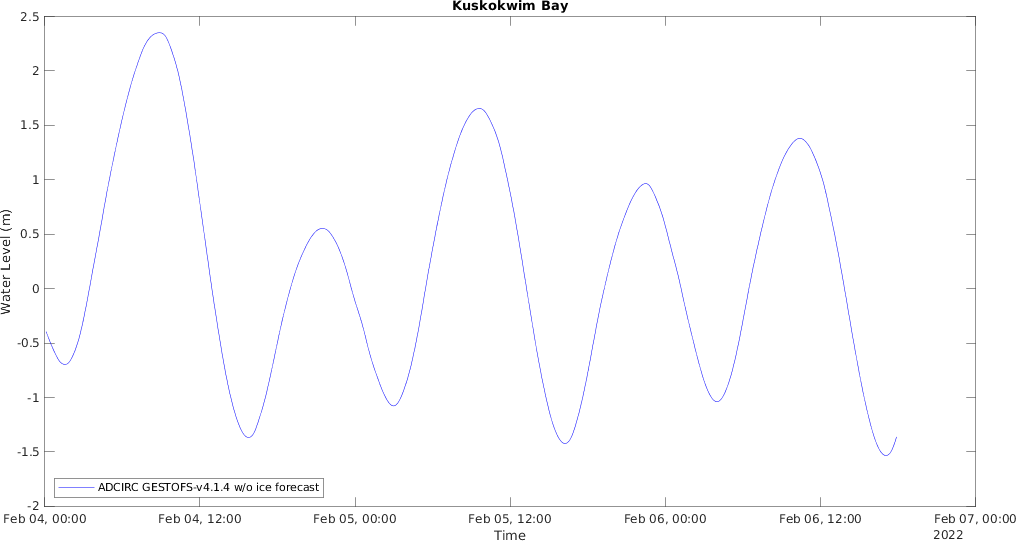 Kuskokwim Bay
2.5
2
1.5
1
0.5
0
-0.5
-1
-1.5
-2
Water Level (m)
ADCIRC GESTOFS-v4.1.4 w/o ice forecast
Feb 04, 00:00
Feb 04, 12:00
Feb 05, 00:00
Feb 05, 12:00
Feb 06, 00:00
Feb 06, 12:00
Feb 07, 00:00
2022
Time